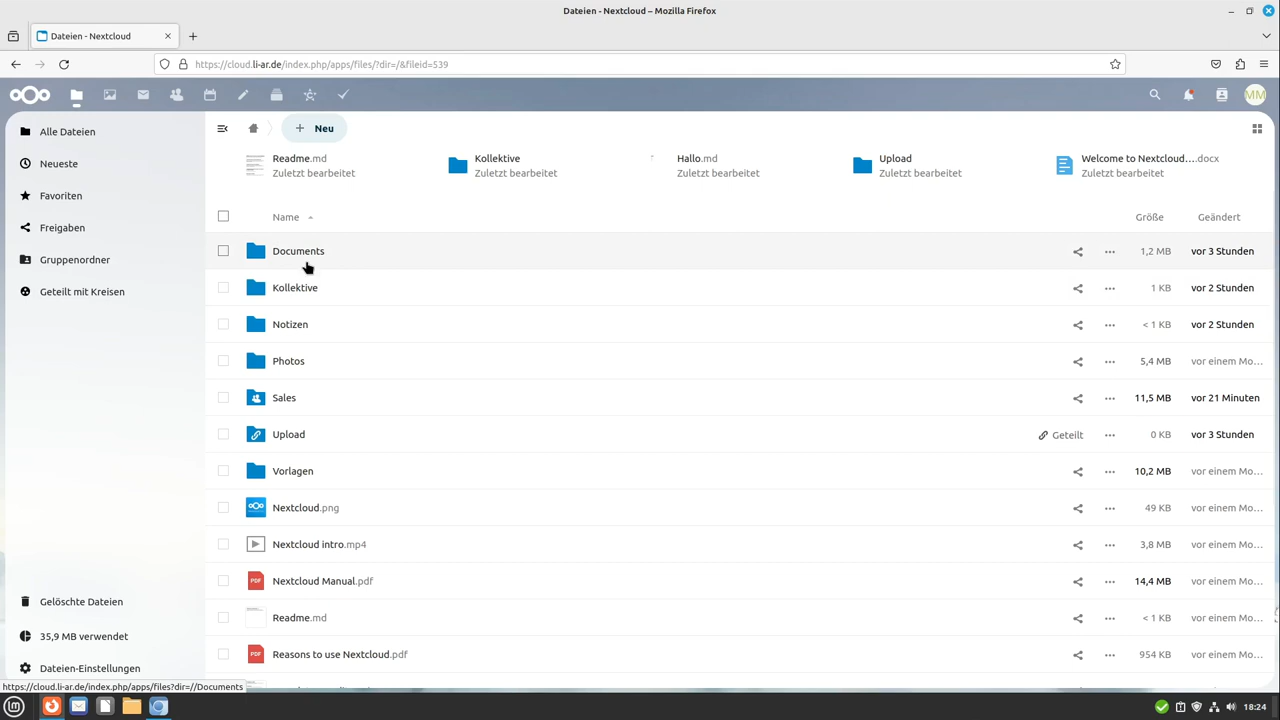 Dateien - Nextcloud – Mozilla Firefox
Dateien - Nextcloud
https://cloud.li-ar.de/index.php/apps/files/?dir=/&fileid=539
MM
Alle Dateien
Neueste
Favoriten
Freigaben
Gruppenordner
Geteilt mit Kreisen
Gelöschte Dateien
35,9 MB verwendet
Dateien-Einstellungen
Neu
Readme.md
Zuletzt bearbeitet
Kollektive
Zuletzt bearbeitet
Hallo.md
Zuletzt bearbeitet
Upload
Zuletzt bearbeitet
Welcome to Nextcloud.…docx
Zuletzt bearbeitet
Name Größe Geändert
Documents 1,2 MB vor 3 Stunden
Kollektive 1 KB vor 2 Stunden
Notizen < 1 KB vor 2 Stunden
Photos 5,4 MB vor einem Mo…
Sales 11,5 MB vor 21 Minuten
Upload Geteilt 0 KB vor 3 Stunden
Vorlagen 10,2 MB vor einem Mo…
Nextcloud.png 49 KB vor einem Mo…
Nextcloud intro.mp4 3,8 MB vor einem Mo…
PDF Nextcloud Manual.pdf 14,4 MB vor einem Mo…
Readme.md < 1 KB vor einem Mo…
PDF Reasons to use Nextcloud.pdf 954 KB vor einem Mo…
https://cloud.li-ar.de/index.php/apps/files?dir=//Documents
18:24